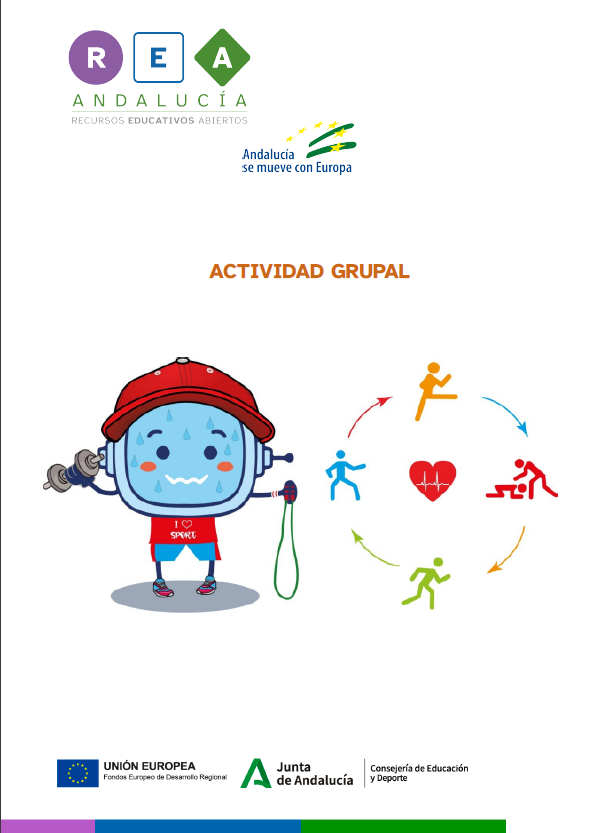 R E A
ANDALUCÍA
RECURSOS EDUCATIVOS ABIERTOS
Andalucía
se mueve con Europa
ACTIVIDAD GRUPAL
I
SPORT
UNIÓN EUROPEA
Fondos Europeo de Desarrollo Regional
Junta
de Andalucía
Consejería de Educación
y Deporte